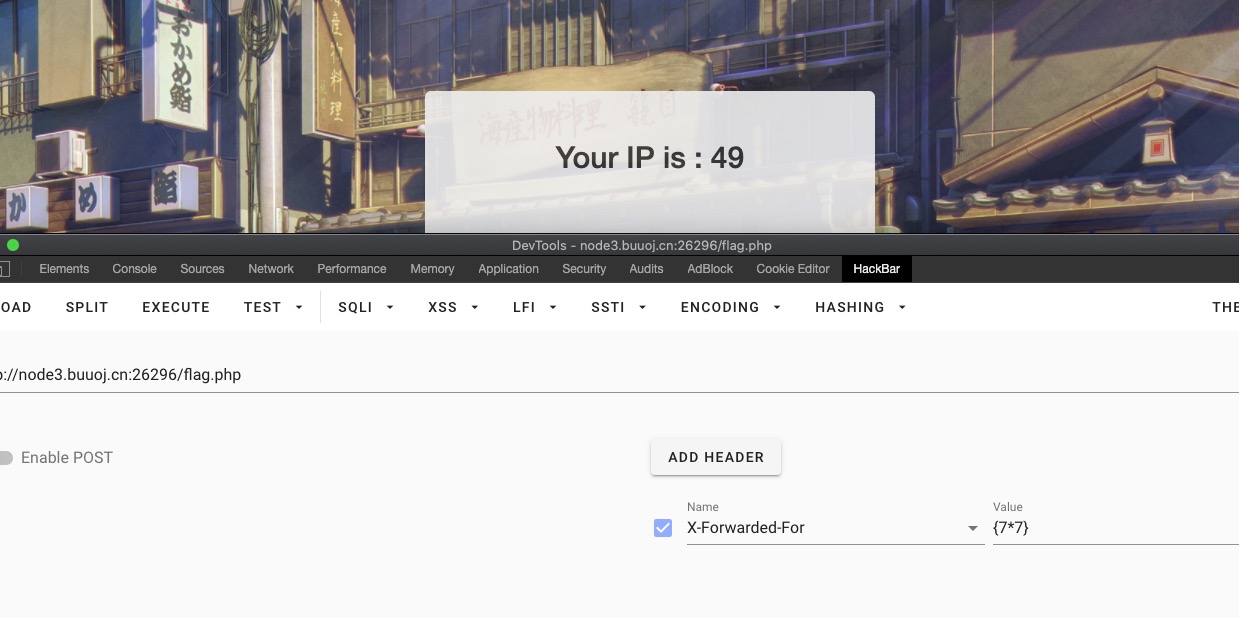 おかめ鮨
産物料理
海産物料理 籠目
か
め
鮨
Your IP is : 49
DevTools - node3.buuoj.cn:26296/flag.php
Elements Console Sources Network Performance Memory Application Security Audits AdBlock Cookie Editor HackBar
OAD SPLIT EXECUTE TEST SQLI XSS LFI SSTI ENCODING HASHING THE
://node3.buuoj.cn:26296/flag.php
Enable POST
ADD HEADER
Name Value
X-Forwarded-For {7*7}